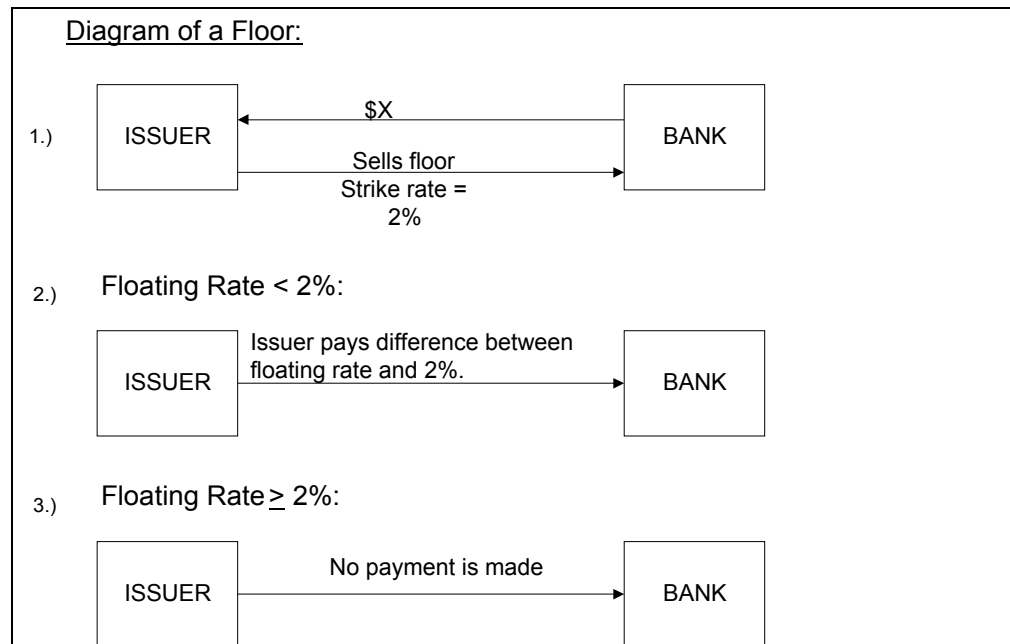 Diagram of a Floor:
$X
1.) ISSUER BANK
Sells floor
Strike rate =
2%
2.) Floating Rate < 2%:
Issuer pays difference between
floating rate and 2%.
ISSUER BANK
3.) Floating Rate ≥ 2%:
No payment is made
ISSUER BANK